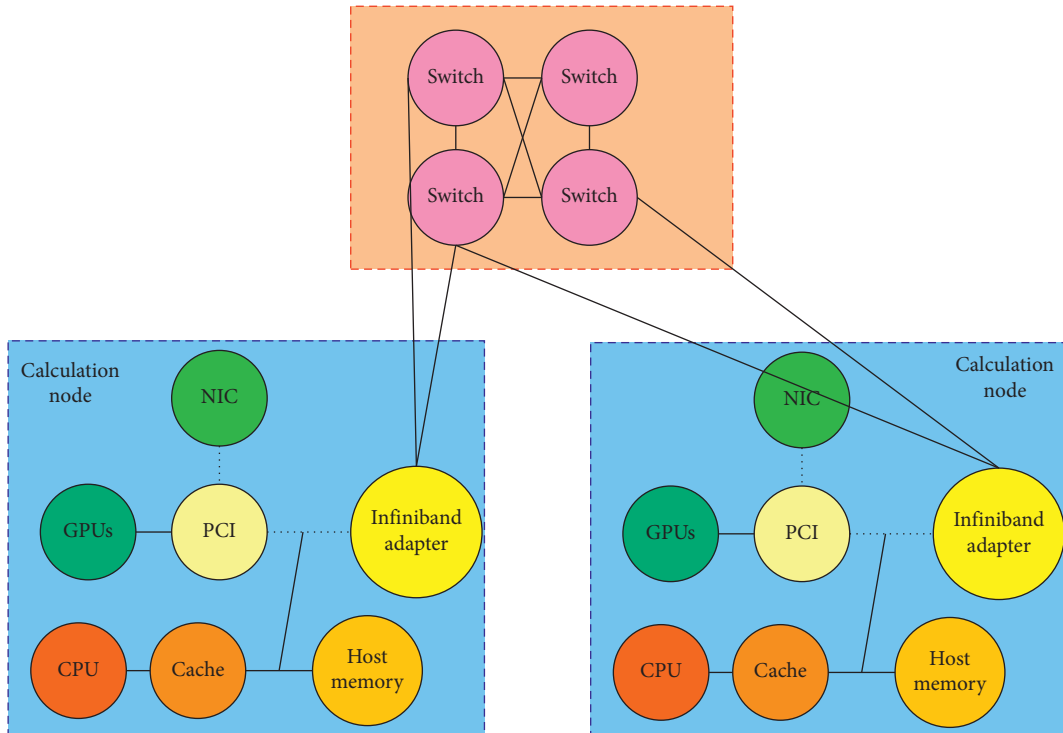 Switch
Switch
Switch
Switch
Calculation
node
NIC
GPUs
PCI
Infiniband
adapter
CPU
Cache
Host
memory
Calculation
node
NIC
GPUs
PCI
Infiniband
adapter
CPU
Cache
Host
memory